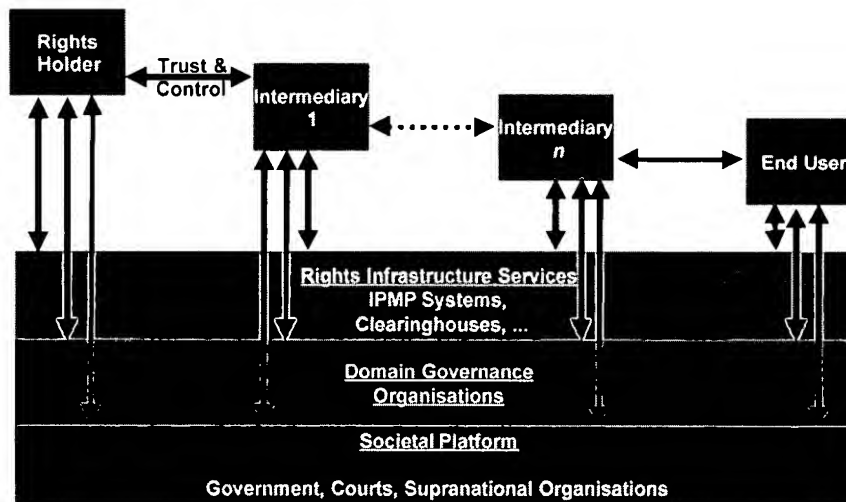 Rights
Holder
Trust &
Control
Intermediary
1
Intermediary
n
End User
Rights Infrastructure Services
IPMP Systems,
Clearinghouses, ...
Domain Governance
Organisations
Societal Platform
Government, Courts, Supranational Organisations